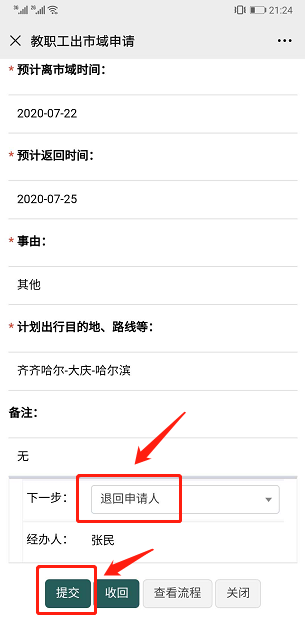 21:24
教职工出市域申请
* 预计离市域时间：
2020-07-22
* 预计返回时间：
2020-07-25
* 事由：
其他
* 计划出行目的地、路线等：
齐齐哈尔-大庆-哈尔滨
备注：
无
下一步： 退回申请人
经办人： 张民
提交 收回 查看流程 关闭